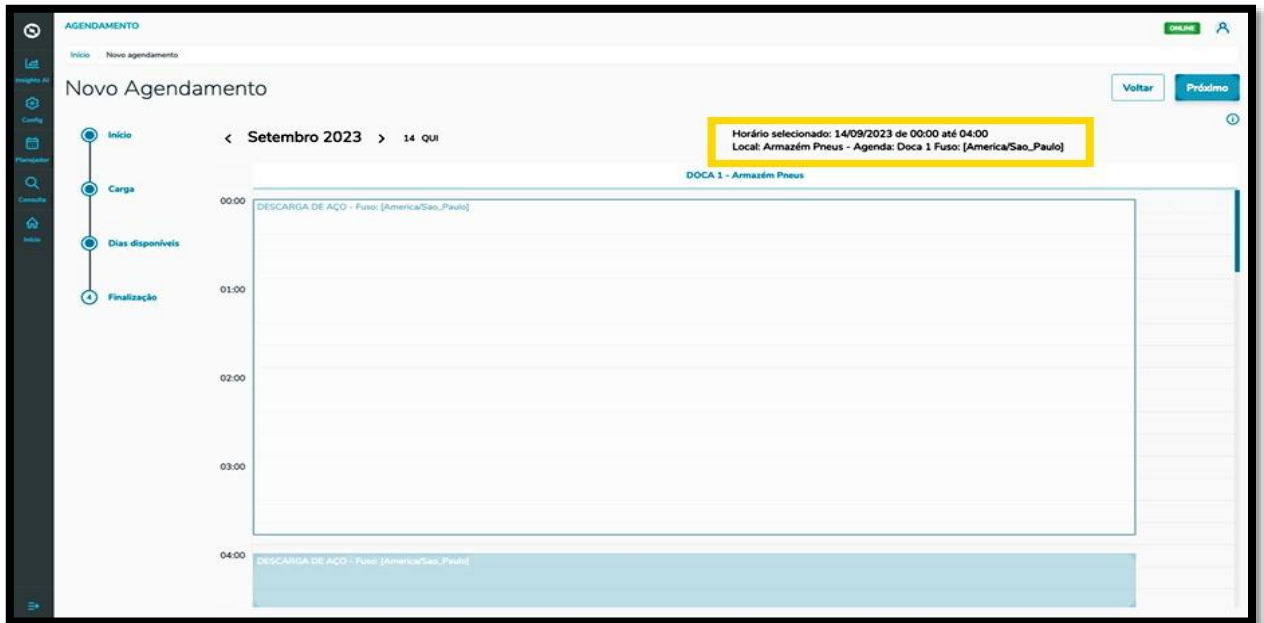 AGENDAMENTO
ONLINE
Início Novo agendamento
Insights AI
Config
Planejador
Consulta
Início
Novo Agendamento
Voltar
Próximo
Início
Carga
Dias disponíveis
4 Finalização
< Setembro 2023 > 14 QUI
Horário selecionado: 14/09/2023 de 00:00 até 04:00
Local: Armazém Pneus - Agenda: Doca 1 Fuso: [America/Sao_Paulo]
DOCA 1 - Armazém Pneus
00:00
DESCARGA DE AÇO - Fuso: [America/Sao_Paulo]
01:00
02:00
03:00
04:00
DESCARGA DE AÇO - Fuso: [America/Sao_Paulo]